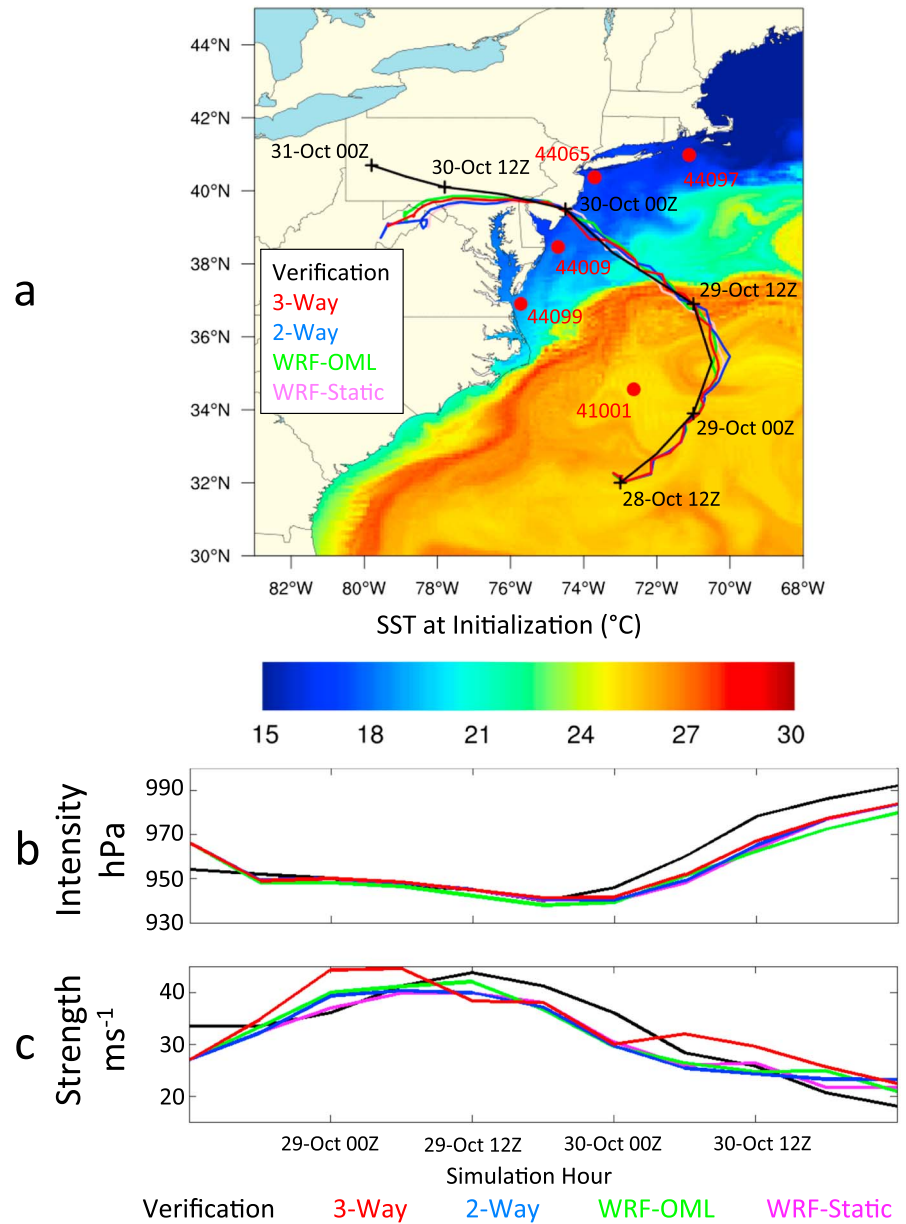 a
44°N
42°N
40°N
38°N
36°N
34°N
32°N
30°N
31-Oct 00Z
30-Oct 12Z
44065
44097
30-Oct 00Z
44009
29-Oct 12Z
44099
41001
29-Oct 00Z
28-Oct 12Z
Verification
3-Way
2-Way
WRF-OML
WRF-Static
82°W 80°W 78°W 76°W 74°W 72°W 70°W 68°W
SST at Initialization (°C)
15 18 21 24 27 30
b
Intensity
hPa
990
970
950
930
c
Strength
ms-1
40
30
20
29-Oct 00Z 29-Oct 12Z 30-Oct 00Z 30-Oct 12Z
Simulation Hour
Verification 3-Way 2-Way WRF-OML WRF-Static